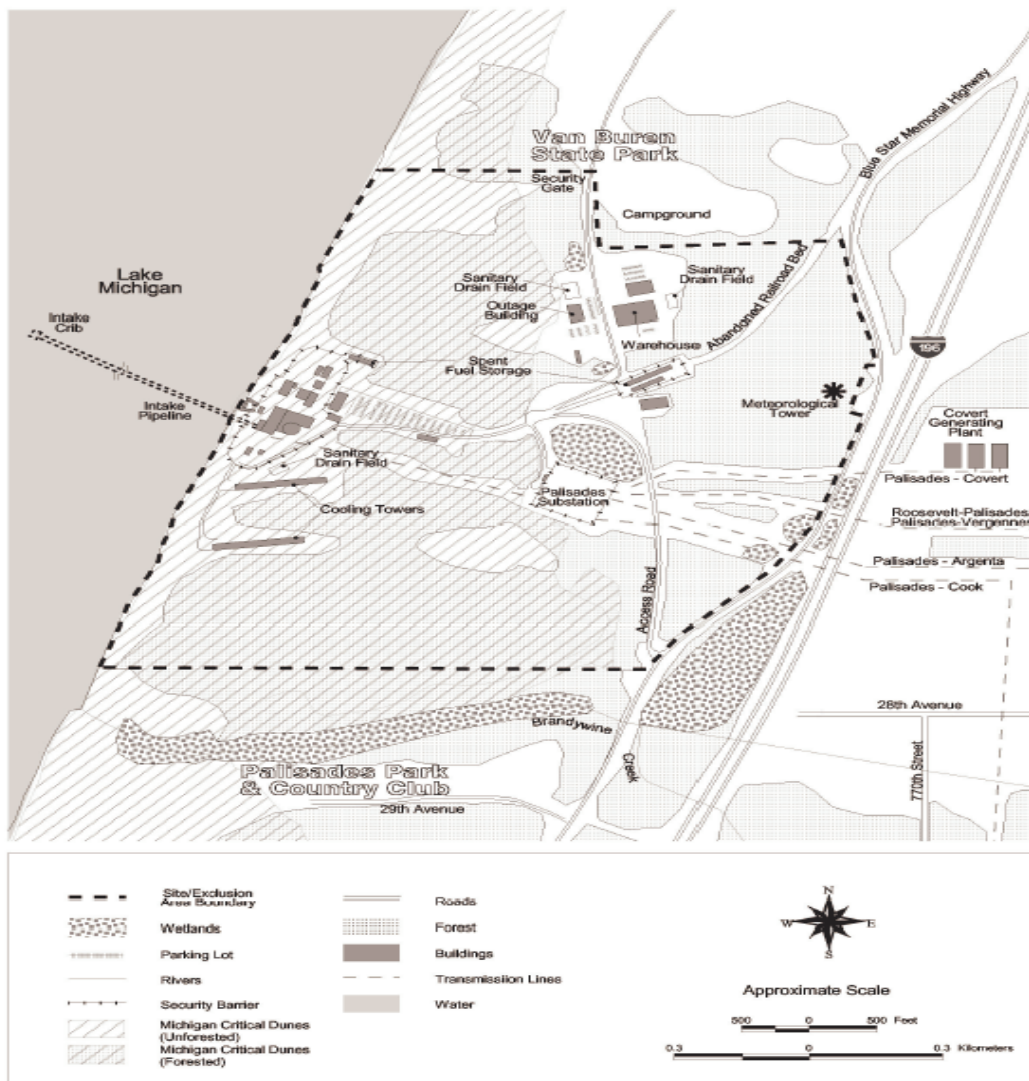 Van Buren
State Park
Security
Gate
Campground
Blue Star Memorial Highway
Lake
Michigan
Sanitary
Drain Field
Outage
Building
Sanitary
Drain Field
Abandoned Railroad Bed
Warehouse
196
Intake
Crib
Spent
Fuel Storage
Intake
Pipeline
Meteorological
Tower
Covert
Generating
Plant
Sanitary
Drain Field
Palisades - Covert
Palisades
Substation
Cooling Towers
Roosevelt-Palisades
Palisades-Vergennes
Palisades - Argenta
Palisades - Cook
Access Road
28th Avenue
Brandywine
Creek
770th Street
Palisades Park
& Country Club
29th Avenue
Site/Exclusion
Area Boundary
Wetlands
Parking Lot
Rivers
Security Barrier
Michigan Critical Dunes
(Unforested)
Michigan Critical Dunes
(Forested)
Roads
Forest
Buildings
Transmissiion Lines
Water
N
W E
S
Approximate Scale
500 0 500 Feet
0.3 0 0.3 Kilometers